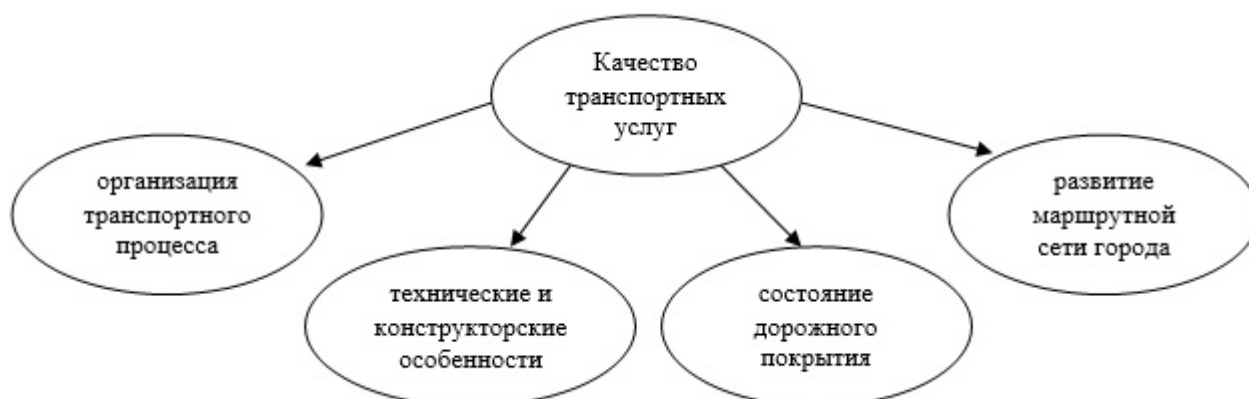 Качество
транспортных
услуг
организация
транспортного
процесса
технические и
конструкторские
особенности
состояние
дорожного
покрытия
развитие
маршрутной
сети города